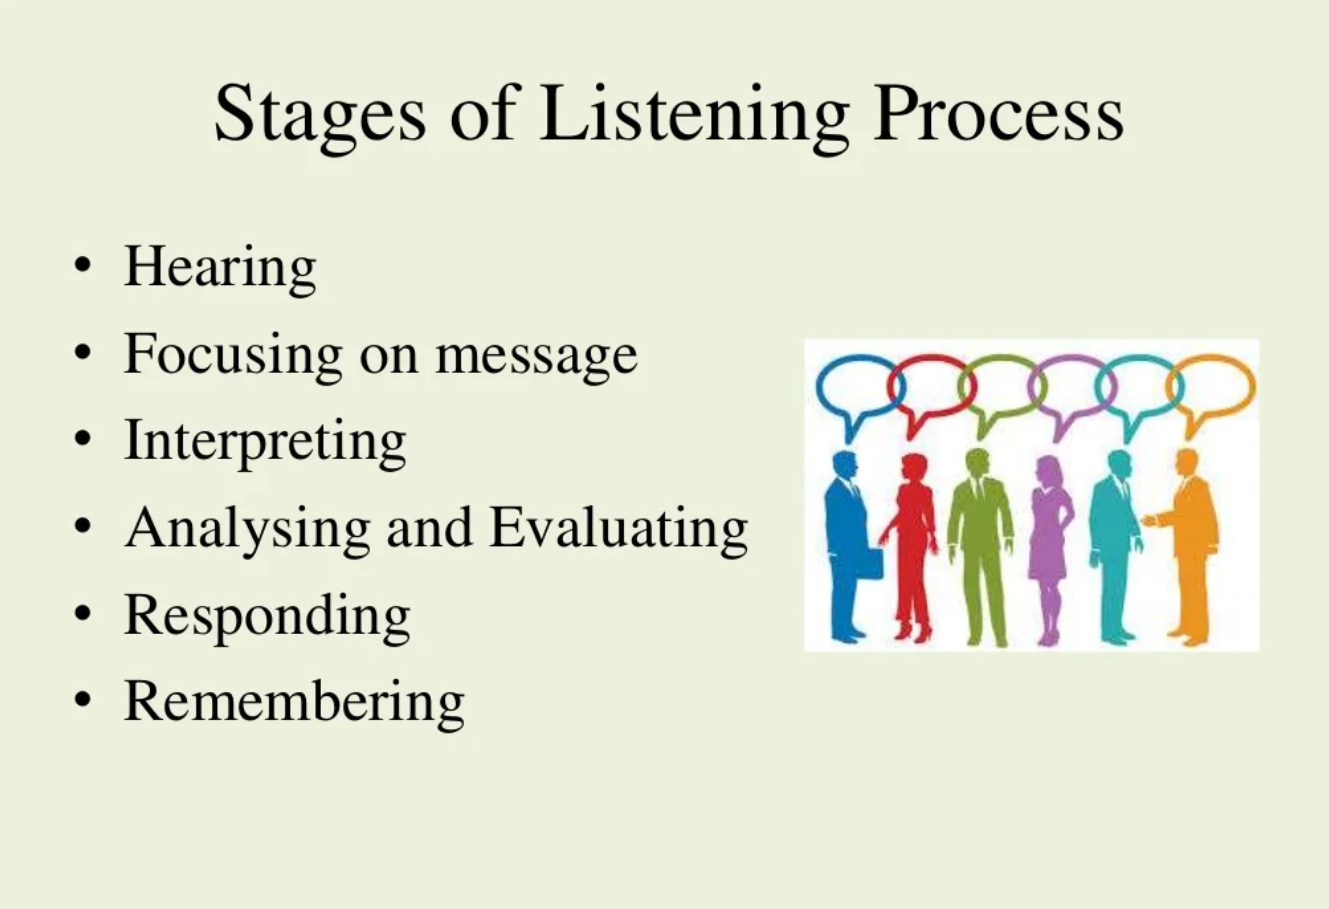 Stages of Listening Process
• Hearing
• Focusing on message
• Interpreting
• Analysing and Evaluating
• Responding
• Remembering